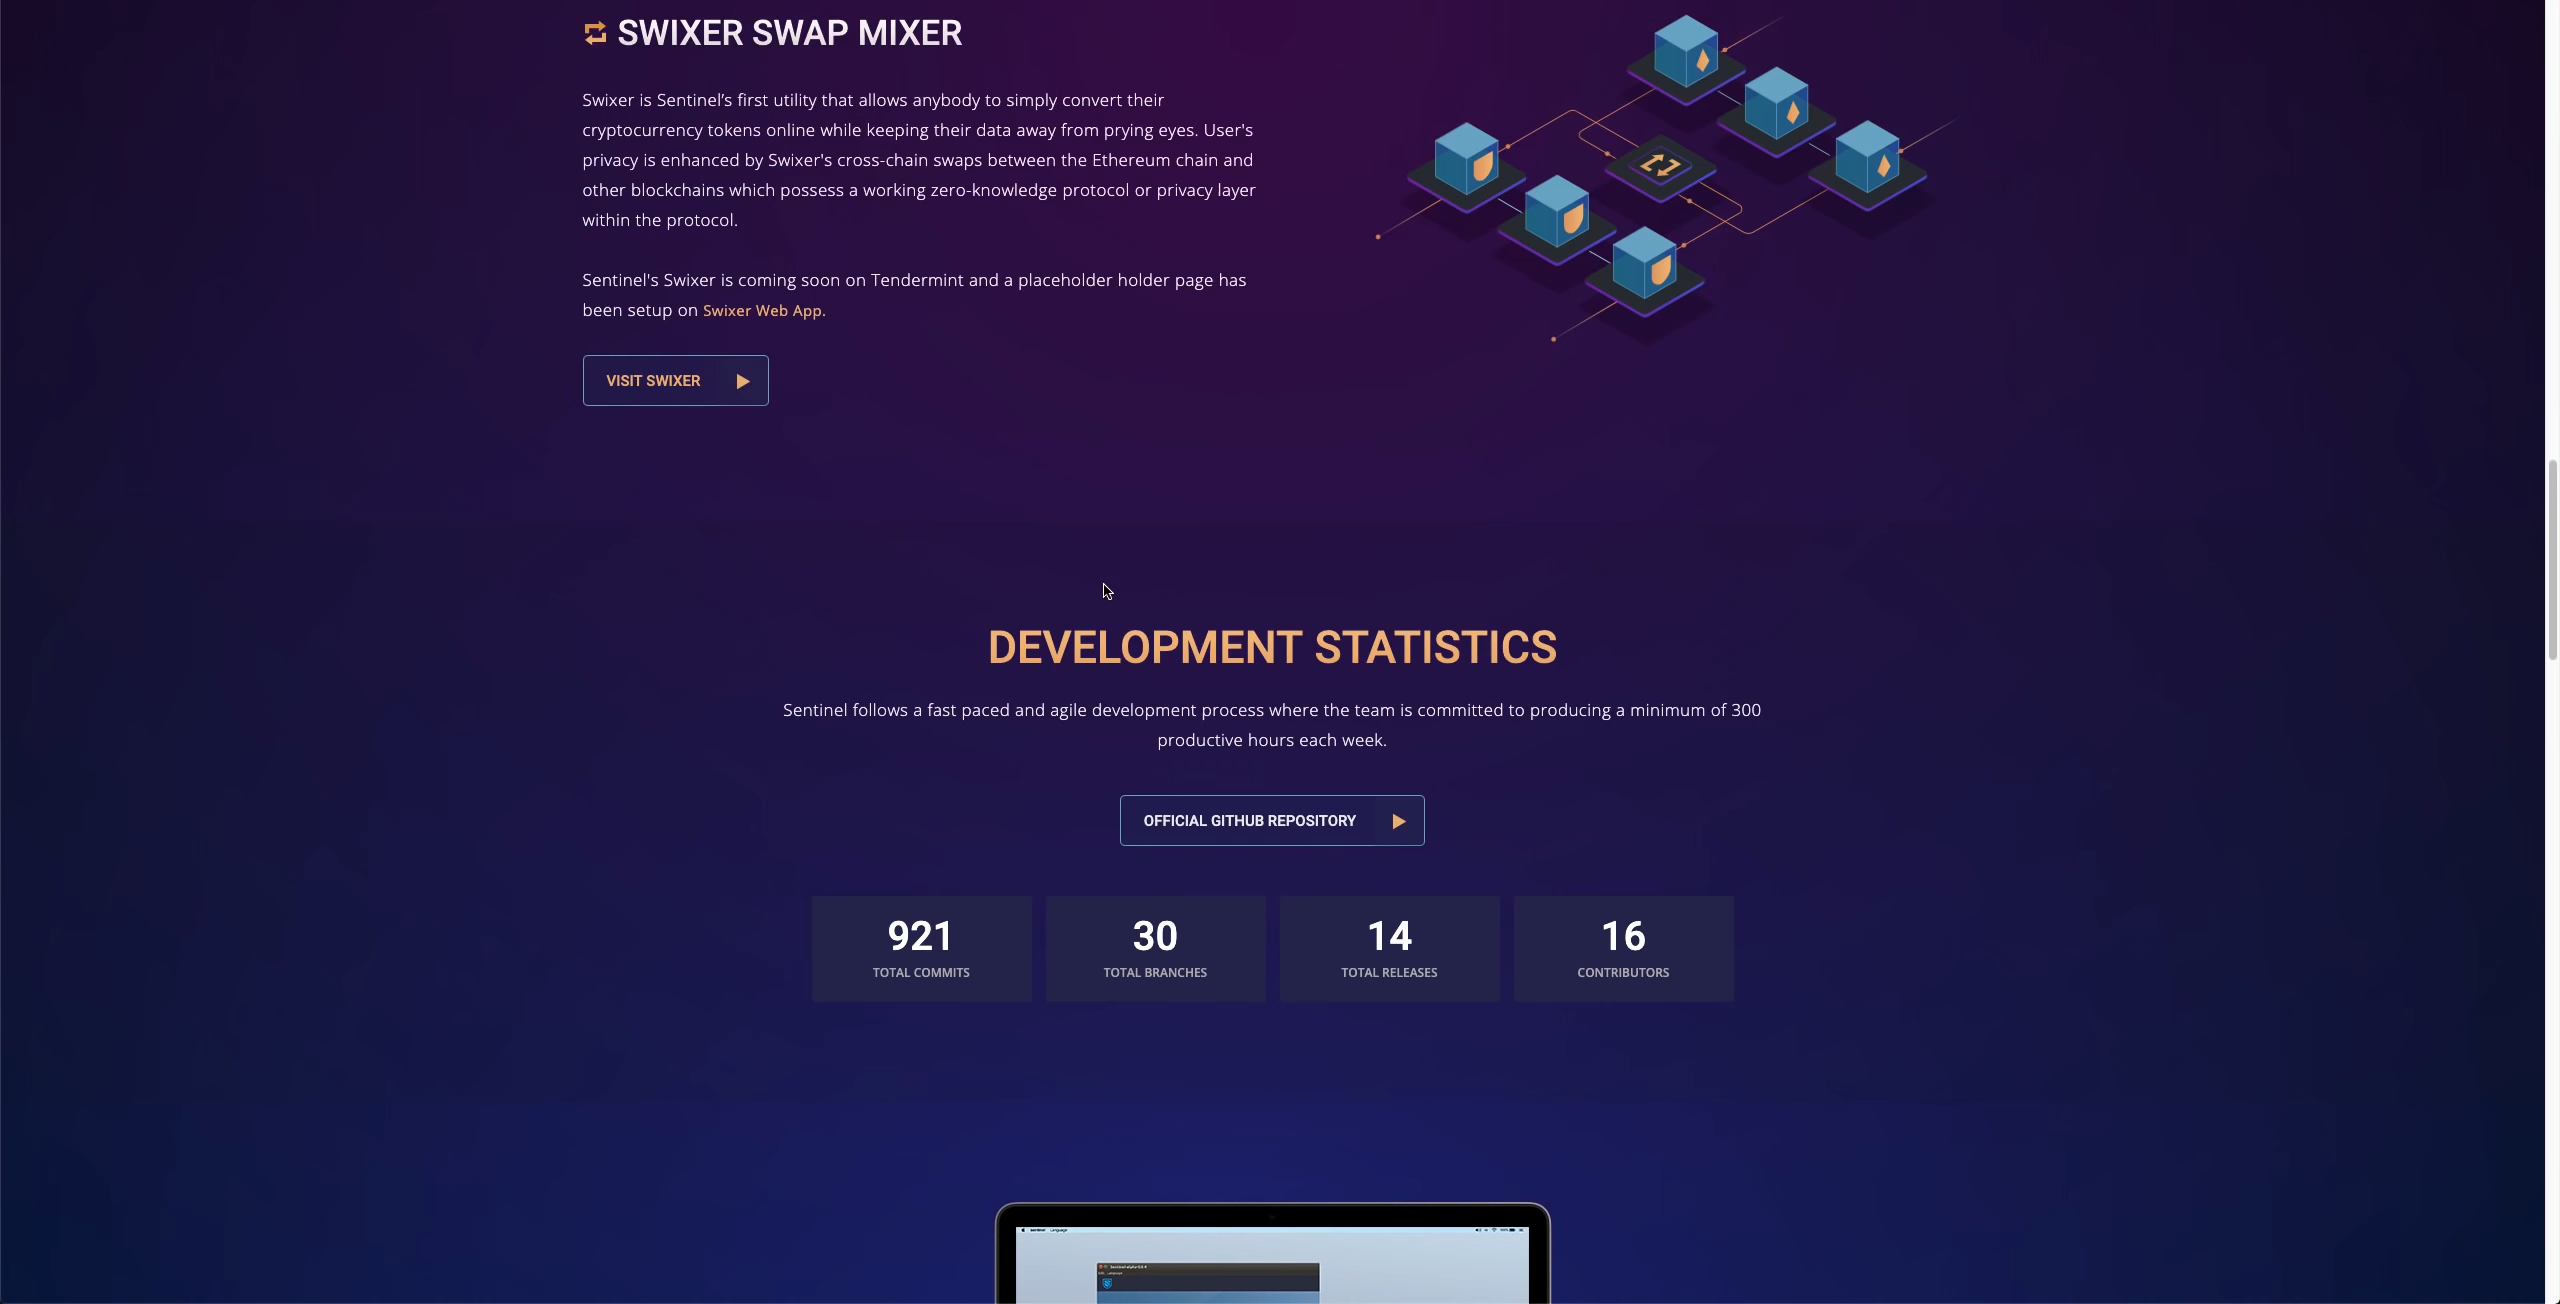 SWIXER SWAP MIXER
Swixer is Sentinel’s first utility that allows anybody to simply convert their
cryptocurrency tokens online while keeping their data away from prying eyes. User's
privacy is enhanced by Swixer's cross-chain swaps between the Ethereum chain and
other blockchains which possess a working zero-knowledge protocol or privacy layer
within the protocol.
Sentinel's Swixer is coming soon on Tendermint and a placeholder holder page has
been setup on Swixer Web App.
VISIT SWIXER
DEVELOPMENT STATISTICS
Sentinel follows a fast paced and agile development process where the team is committed to producing a minimum of 300
productive hours each week.
OFFICIAL GITHUB REPOSITORY
921 30 14 16
TOTAL COMMITS TOTAL BRANCHES TOTAL RELEASES CONTRIBUTORS